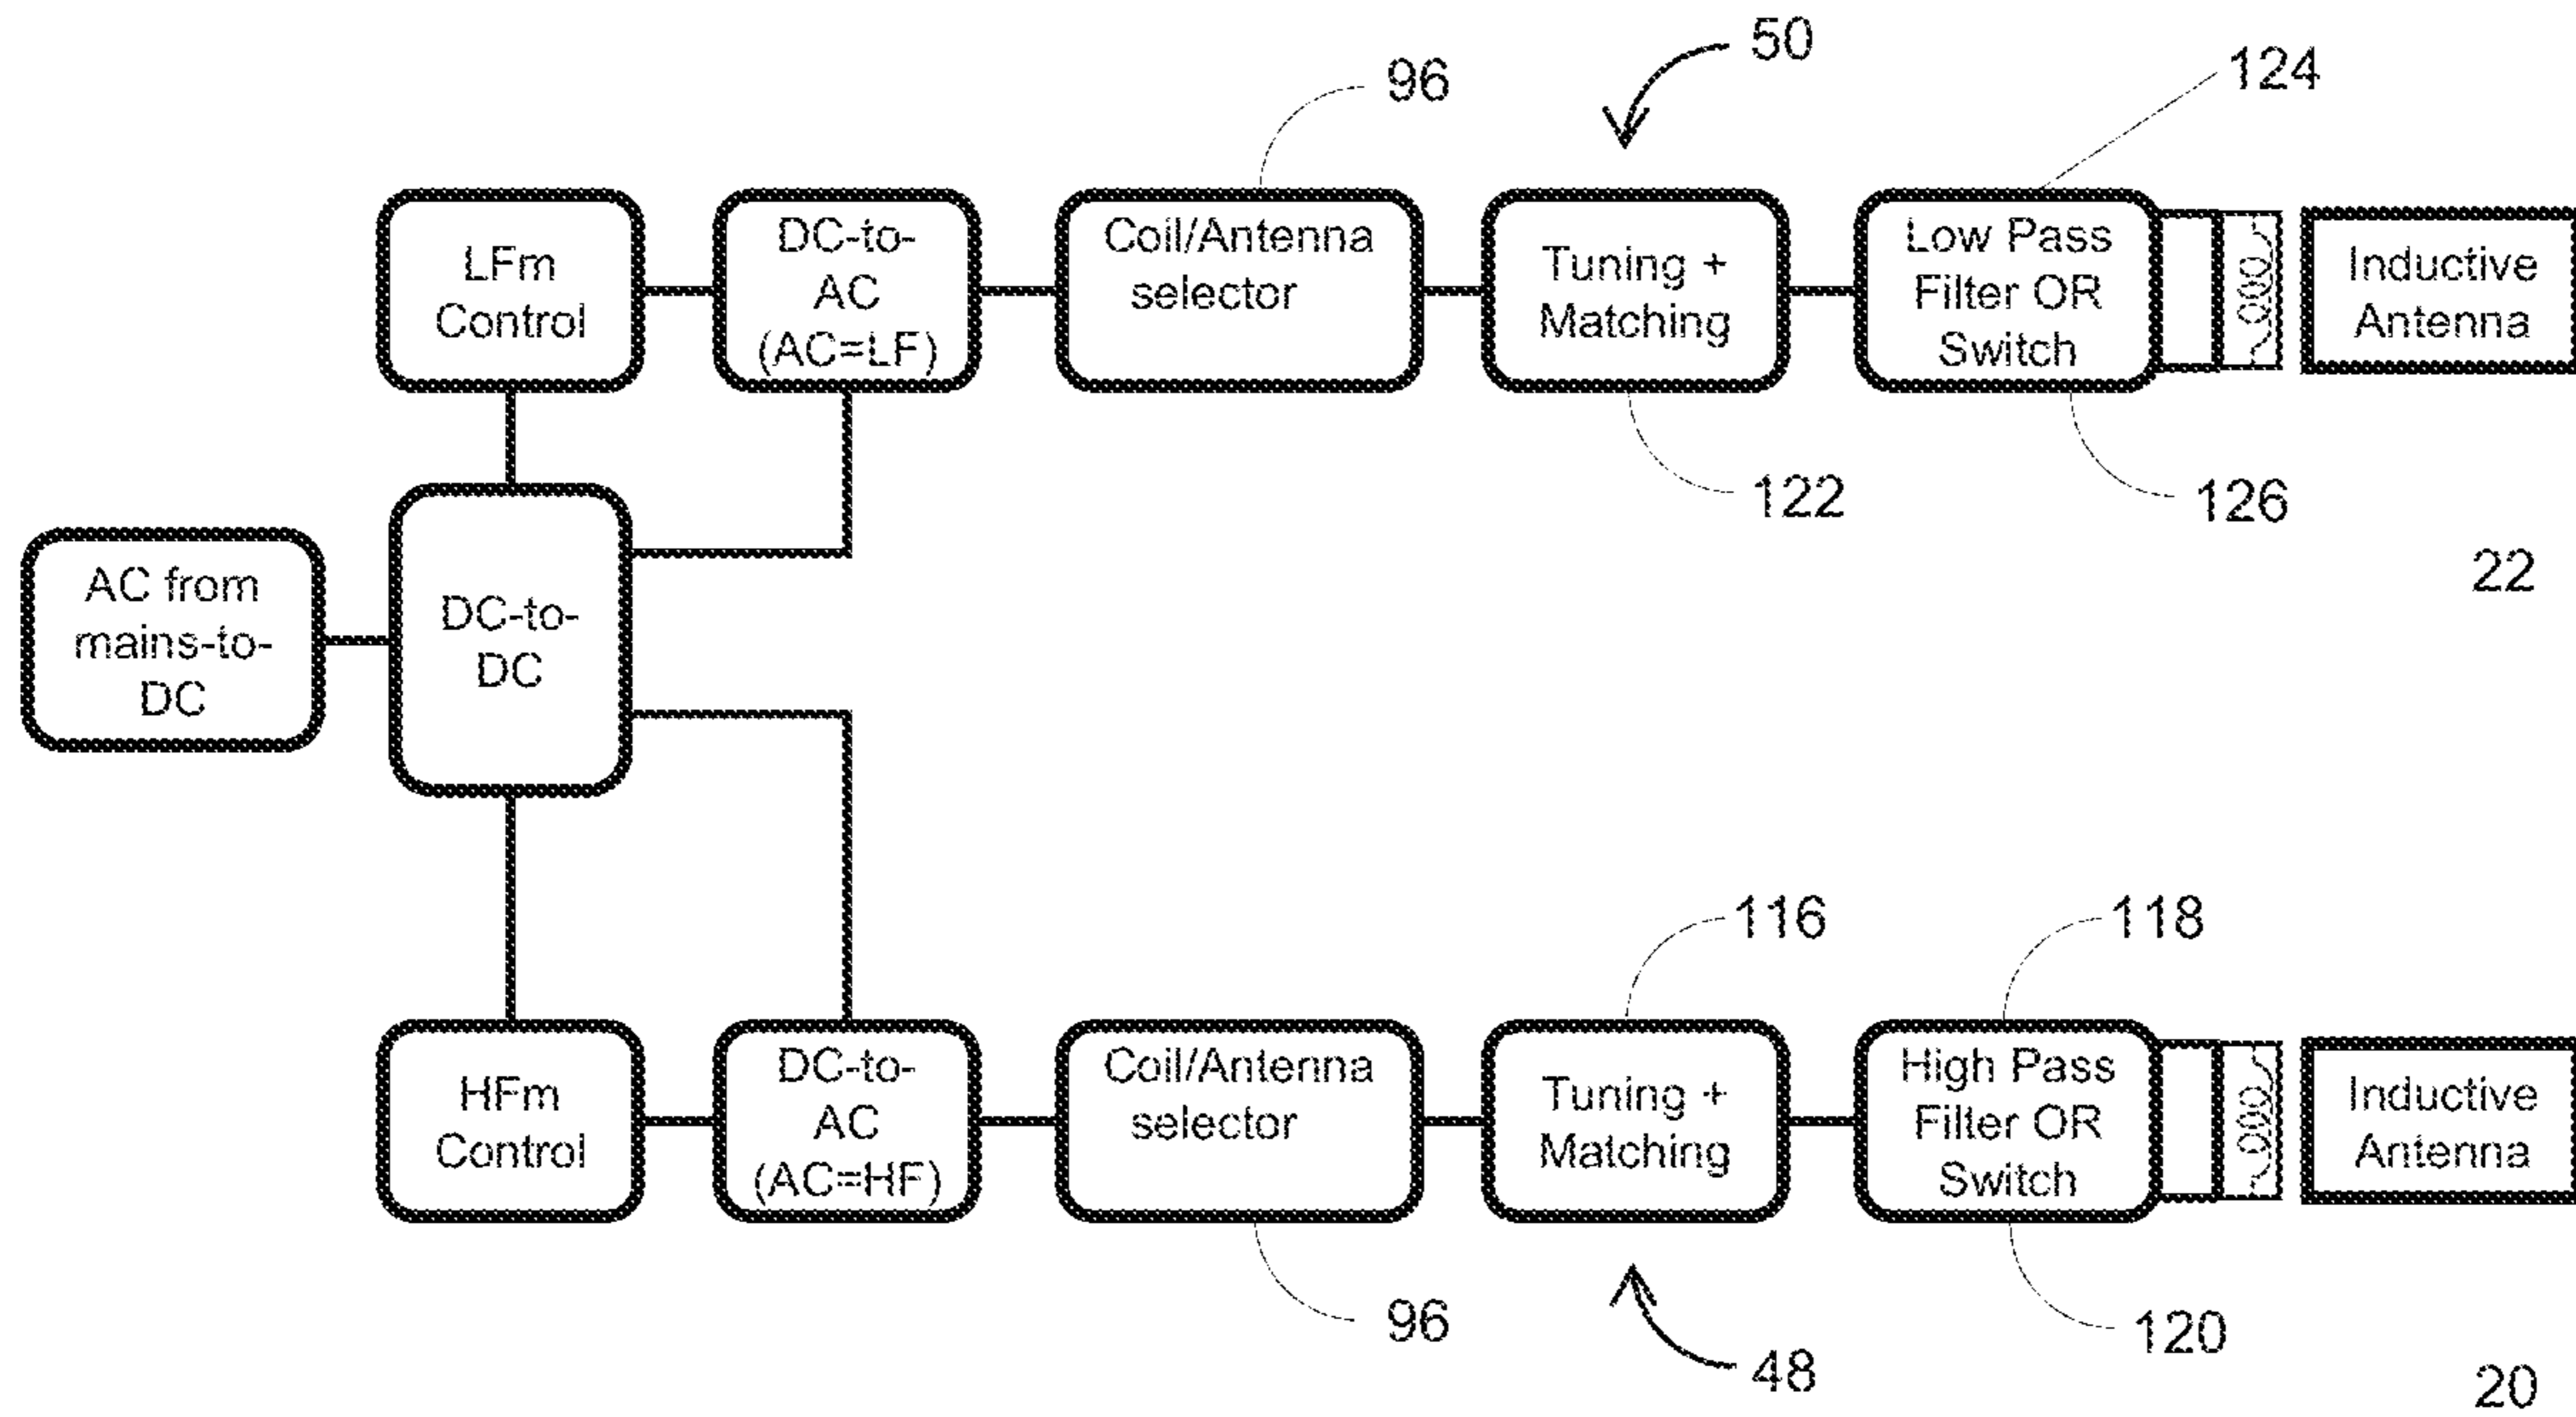 50
96
124
LFm
Control
DC-to-
AC
(AC=LF)
Coil/Antenna
selector
Tuning +
Matching
Low Pass
Filter OR
Switch
Inductive
Antenna
122
126
22
AC from
mains-to-
DC
DC-to-
DC
116
118
HFm
Control
DC-to-
AC
(AC=HF)
Coil/Antenna
selector
Tuning +
Matching
High Pass
Filter OR
Switch
Inductive
Antenna
96
48
120
20